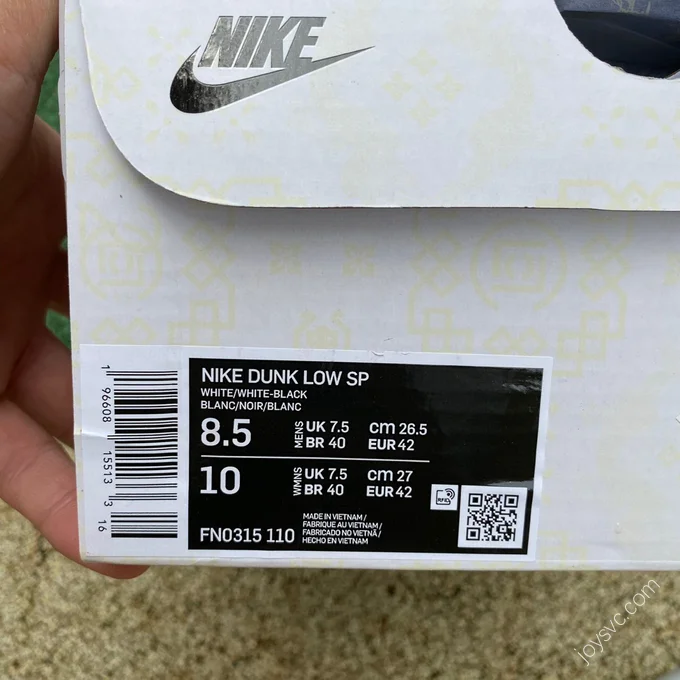 NIKE
NIKE DUNK LOW SP
WHITE/WHITE-BLACK
BLANC/NOIR/BLANC
8.5 MENS UK 7.5 cm 26.5
BR 40 EUR 42
10 WMNS UK 7.5 cm 27
BR 40 EUR 42
FN0315 110
MADE IN VIETNAM /
FABRIQUE AU VIETNAM /
FABRICADO NO VIETNÃ /
HECHO EN VIETNAM
RFID
1 96608 15513 3 16
joysvc.com